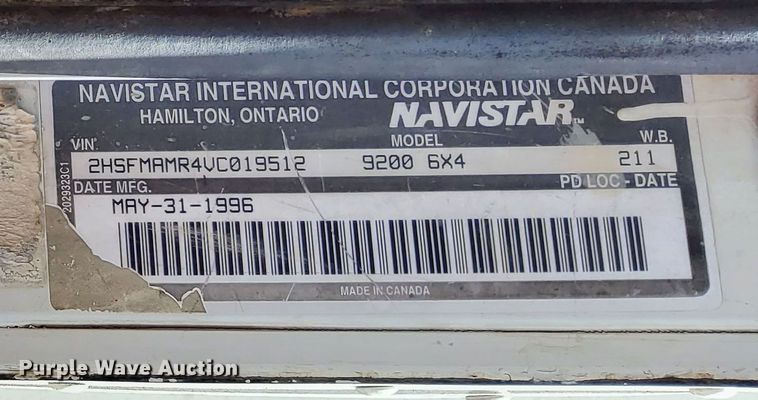 NAVISTAR INTERNATIONAL CORPORATION CANADA
HAMILTON, ONTARIO NAVISTAR TM
VIN MODEL W.B.
2HSFMAMR4VC019512 9200 6X4 211
DATE MFG. PD LOC - DATE
MAY-31-1996
MADE IN CANADA
2029323C1
Purple Wave Auction